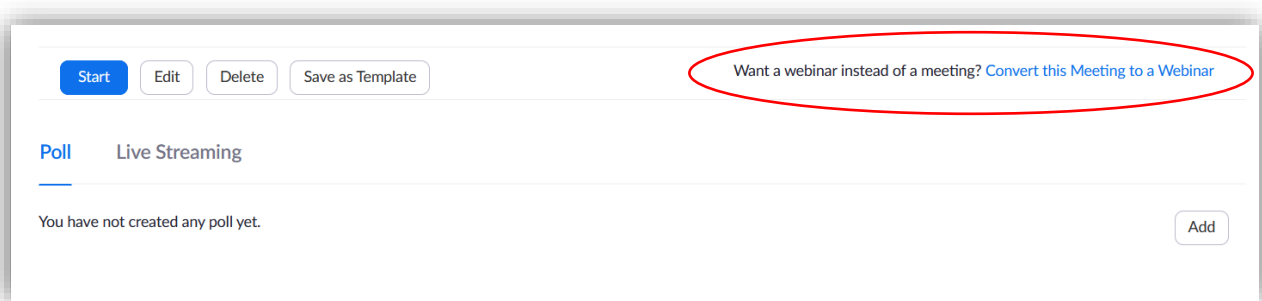 Start Edit Delete Save as Template Want a webinar instead of a meeting? Convert this Meeting to a Webinar
Poll Live Streaming
You have not created any poll yet. Add